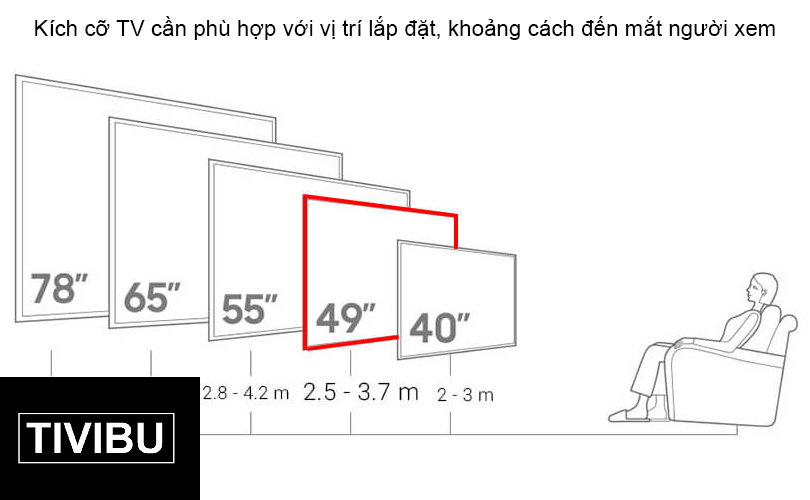 Kích cỡ TV cần phù hợp với vị trí lắp đặt, khoảng cách đến mắt người xem
78”
65”
55”
49”
40”
2.8 - 4.2 m
2.5 - 3.7 m
2 - 3 m
TIVIBU